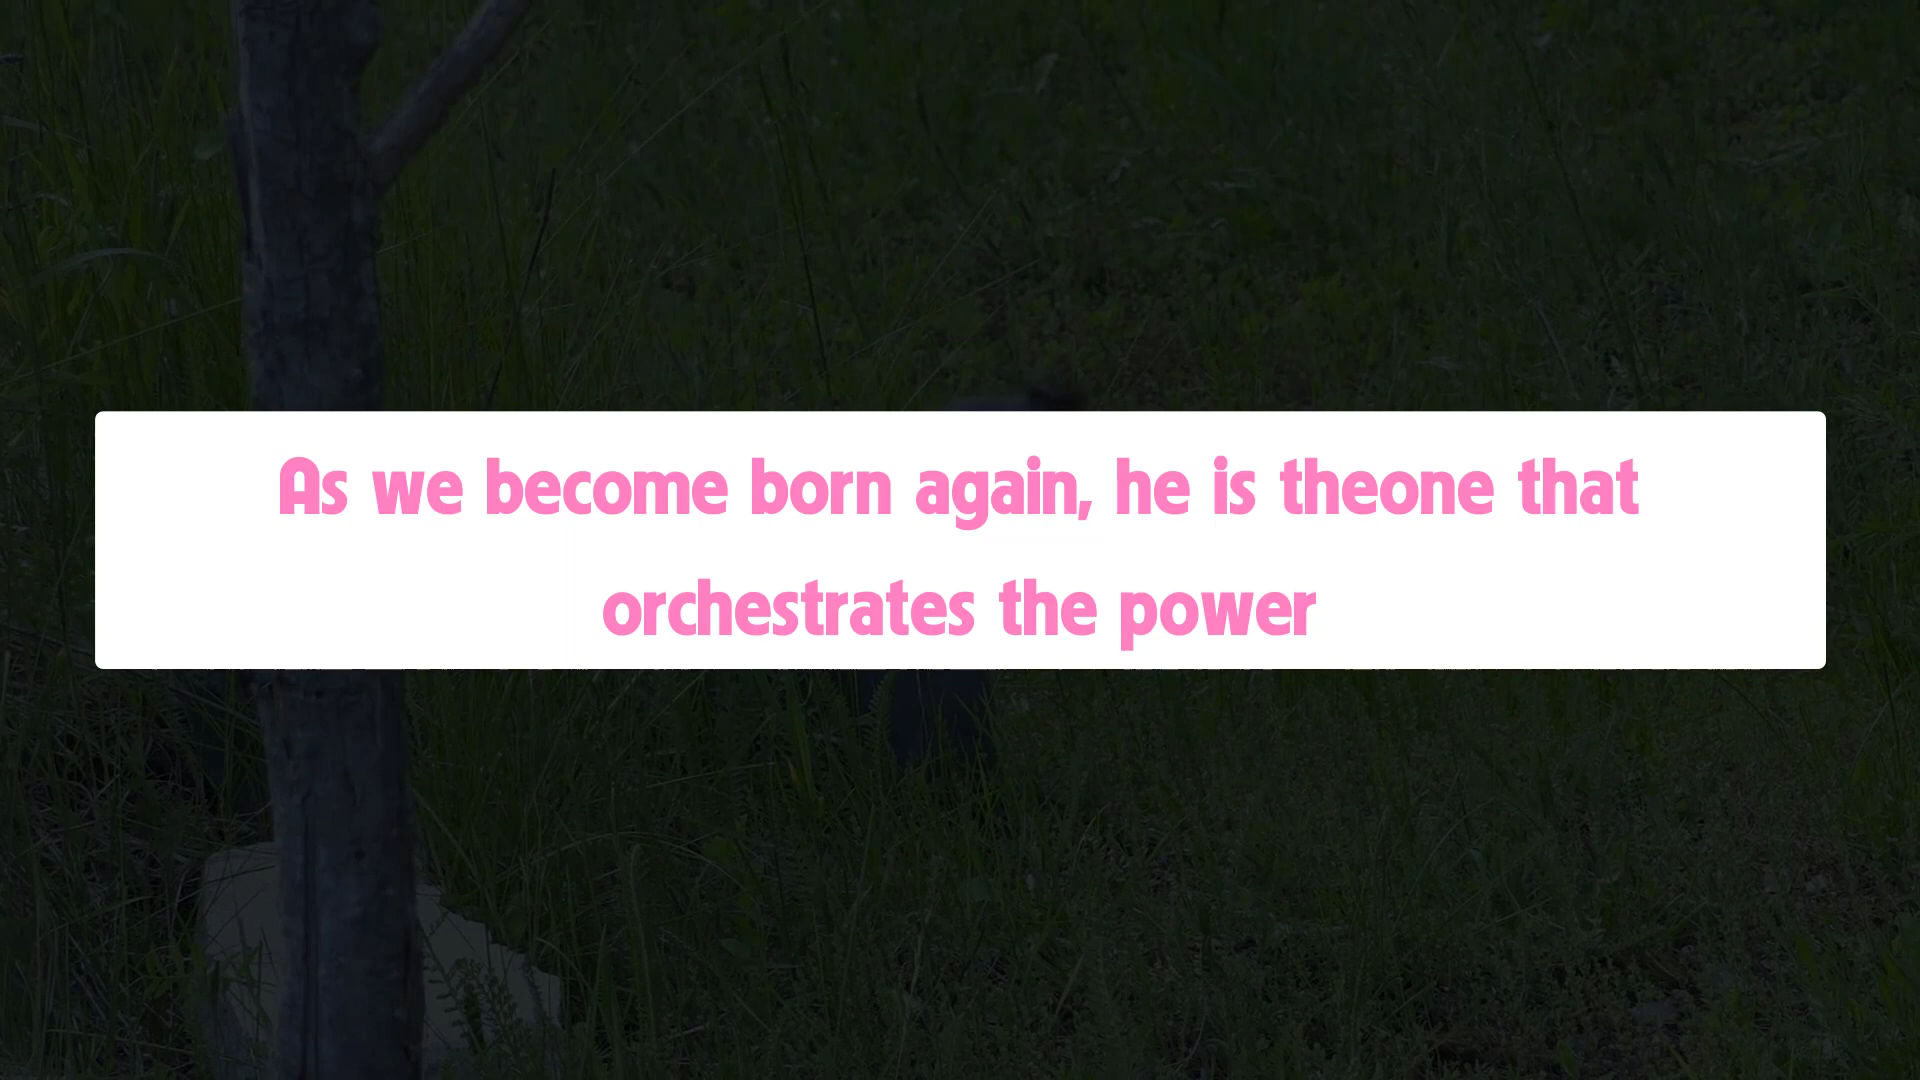 As we become born again, he is theone that
orchestrates the power